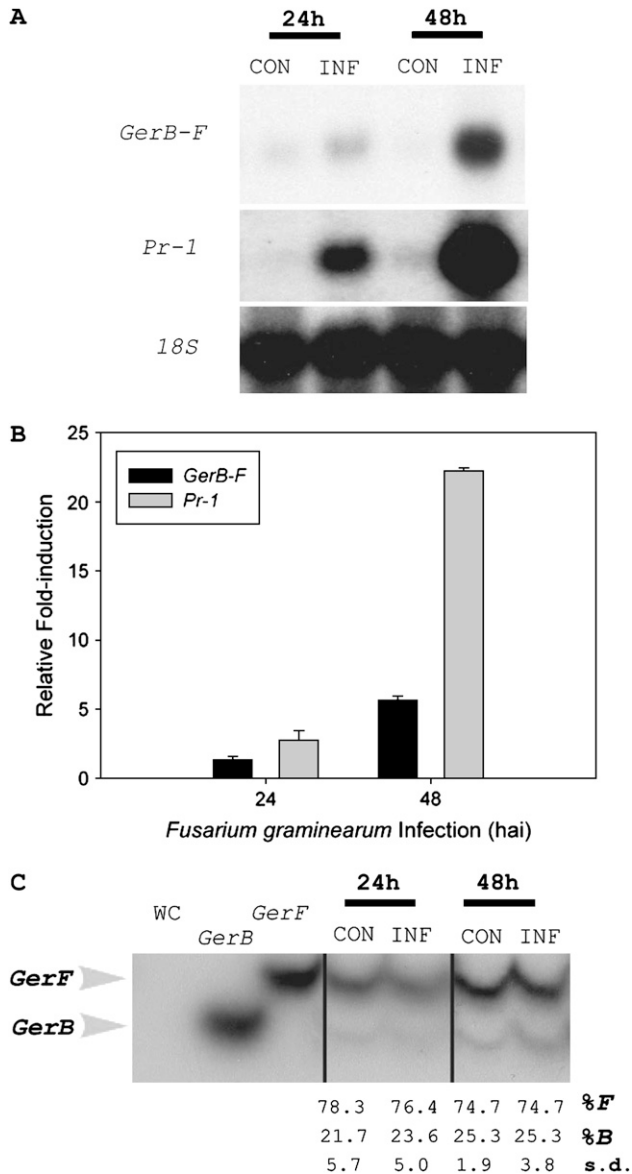 A
24h 48h
CON INF CON INF
GerB-F
Pr-1
18S
B
25
20
15
10
5
0
GerB-F
Pr-1
Relative Fold-induction
24 48
Fusarium graminearum Infection (hai)
C
24h 48h
WC GerB GerF CON INF CON INF
GerF
GerB
78.3 76.4 74.7 74.7 %F
21.7 23.6 25.3 25.3 %B
5.7 5.0 1.9 3.8 s.d.